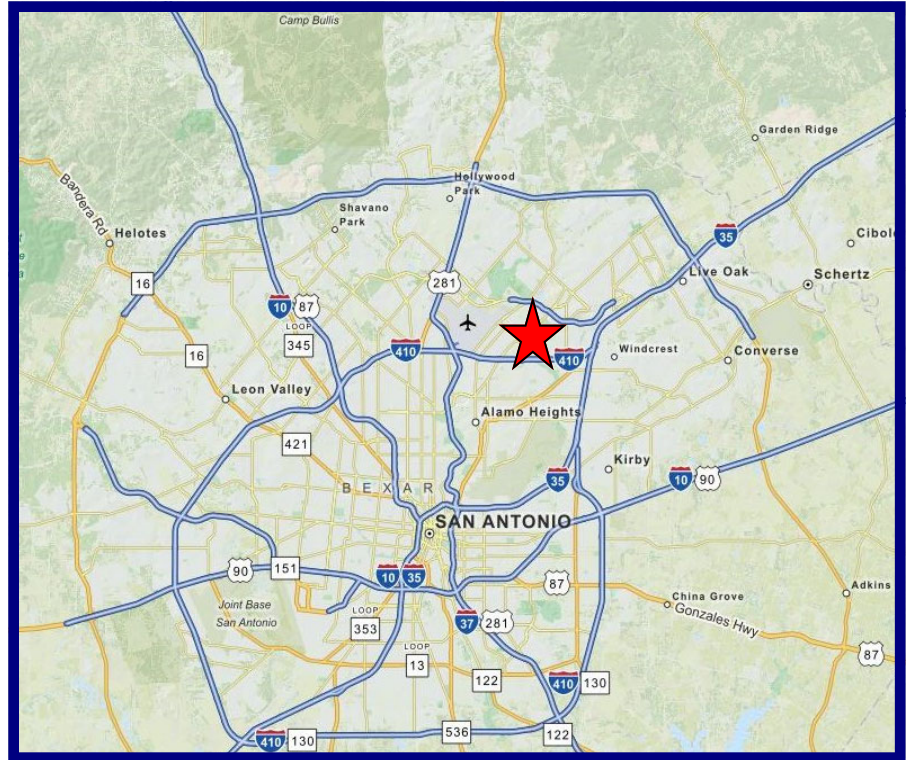 Camp Bullis
Garden Ridge
Hollywood
Park
Bandera Rd
Shavano
Park
Helotes
35
Cibol
Live Oak
Schertz
16
281
10
87
LOOP
345
16
410
410
Windcrest
Converse
Leon Valley
Alamo Heights
421
Kirby
BEXAR
35
10
90
SAN ANTONIO
90
151
10
35
87
Adkins
China Grove
Joint Base
San Antonio
LOOP
353
37
281
Gonzales Hwy
LOOP
13
87
122
410
130
410
130
536
122